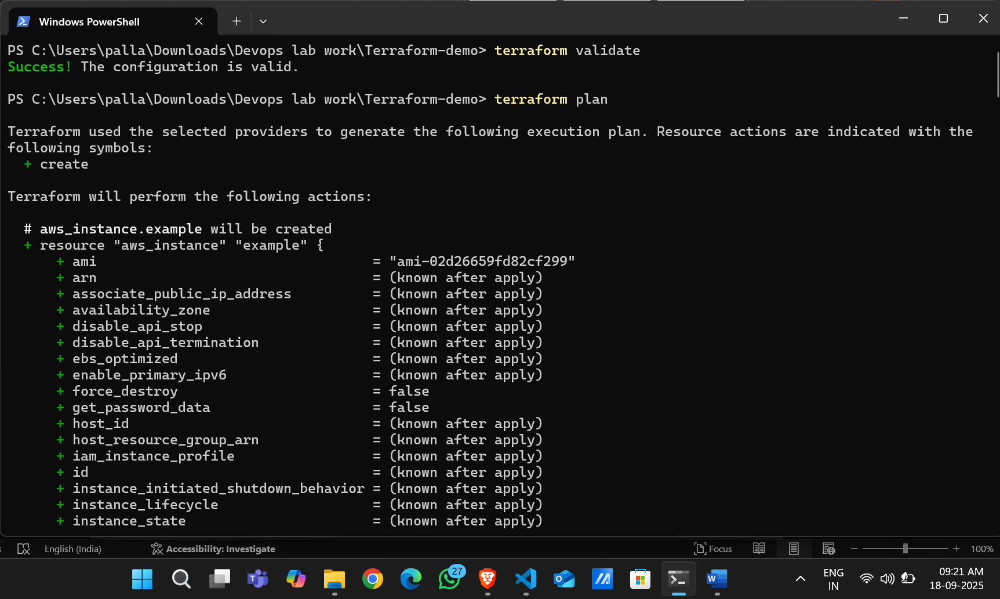 Windows PowerShell
PS C:\Users\palla\Downloads\Devops lab work\Terraform-demo> terraform validate
Success! The configuration is valid.
PS C:\Users\palla\Downloads\Devops lab work\Terraform-demo> terraform plan
Terraform used the selected providers to generate the following execution plan. Resource actions are indicated with the
following symbols:
+ create
Terraform will perform the following actions:
# aws_instance.example will be created
+ resource "aws_instance" "example" {
+ ami = "ami-02d26659fd82cf299"
+ arn = (known after apply)
+ associate_public_ip_address = (known after apply)
+ availability_zone = (known after apply)
+ disable_api_stop = (known after apply)
+ disable_api_termination = (known after apply)
+ ebs_optimized = (known after apply)
+ enable_primary_ipv6 = (known after apply)
+ force_destroy = false
+ get_password_data = false
+ host_id = (known after apply)
+ host_resource_group_arn = (known after apply)
+ iam_instance_profile = (known after apply)
+ id = (known after apply)
+ instance_initiated_shutdown_behavior = (known after apply)
+ instance_lifecycle = (known after apply)
+ instance_state = (known after apply)
English (India) Accessibility: Investigate Focus 100%
27
ENG 09:21 AM
IN 18-09-2025